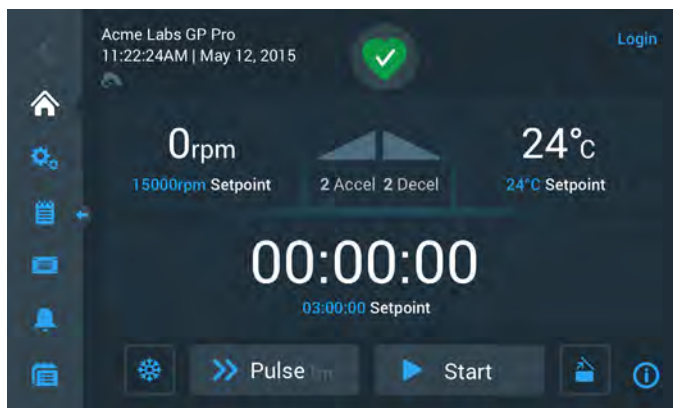 Acme Labs GP Pro
Login
11:22:24AM | May 12, 2015
0rpm
24°C
15000rpm Setpoint
2 Accel 2 Decel
24°C Setpoint
00:00:00
03:00:00 Setpoint
Pulse
Start